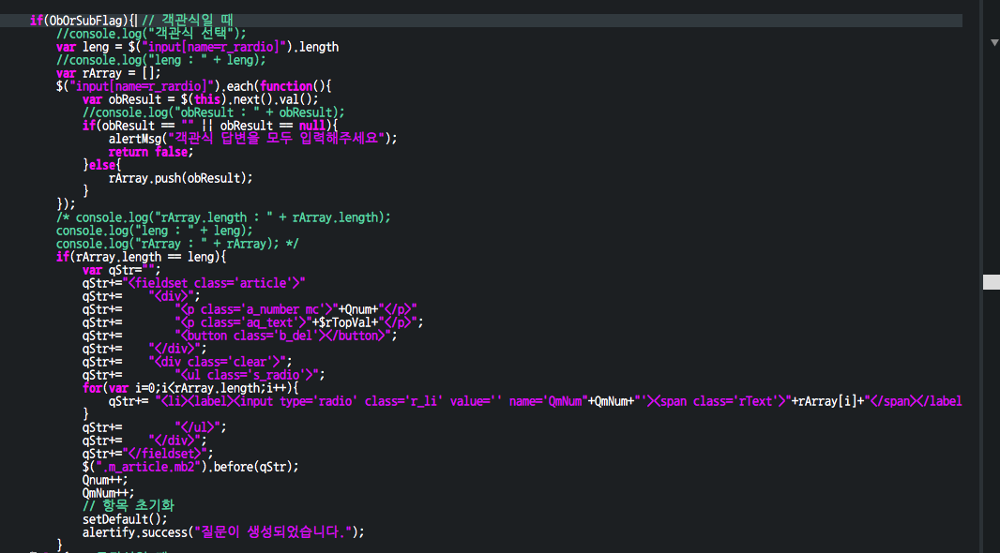 if(ObOrSubFlag){ // 객관식일 때
//console.log("객관식 선택");
var leng = $("input[name=r_rardio]").length
//console.log("leng : " + leng);
var rArray = [];
$("input[name=r_rardio]").each(function(){
var obResult = $(this).next().val();
//console.log("obResult : " + obResult);
if(obResult == "" || obResult == null){
alertMsg("객관식 답변을 모두 입력해주세요");
return false;
}else{
rArray.push(obResult);
}
});
/* console.log("rArray.length : " + rArray.length);
console.log("leng : " + leng);
console.log("rArray : " + rArray); */
if(rArray.length == leng){
var qStr="";
qStr+="<fieldset class='article'>"
qStr+= "<div>";
qStr+= "<p class='a_number mc'>"+Qnum+"</p>"
qStr+= "<p class='aq_text'>"+$rTopVal+"</p>";
qStr+= "<button class='b_del'></button>";
qStr+= "</div>";
qStr+= "<div class='clear'>";
qStr+= "<ul class='s_radio'>";
for(var i=0;i<rArray.length;i++){
qStr+= "<li><label><input type='radio' class='r_li' value='' name='QmNum"+QmNum+"'><span class='rText'>"+rArray[i]+"</span></label
}
qStr+= "</ul>";
qStr+= "</div>";
qStr+="</fieldset>";
$(".m_article.mb2").before(qStr);
Qnum++;
QmNum++;
// 항목 초기화
setDefault();
alertify.success("질문이 생성되었습니다.");
}